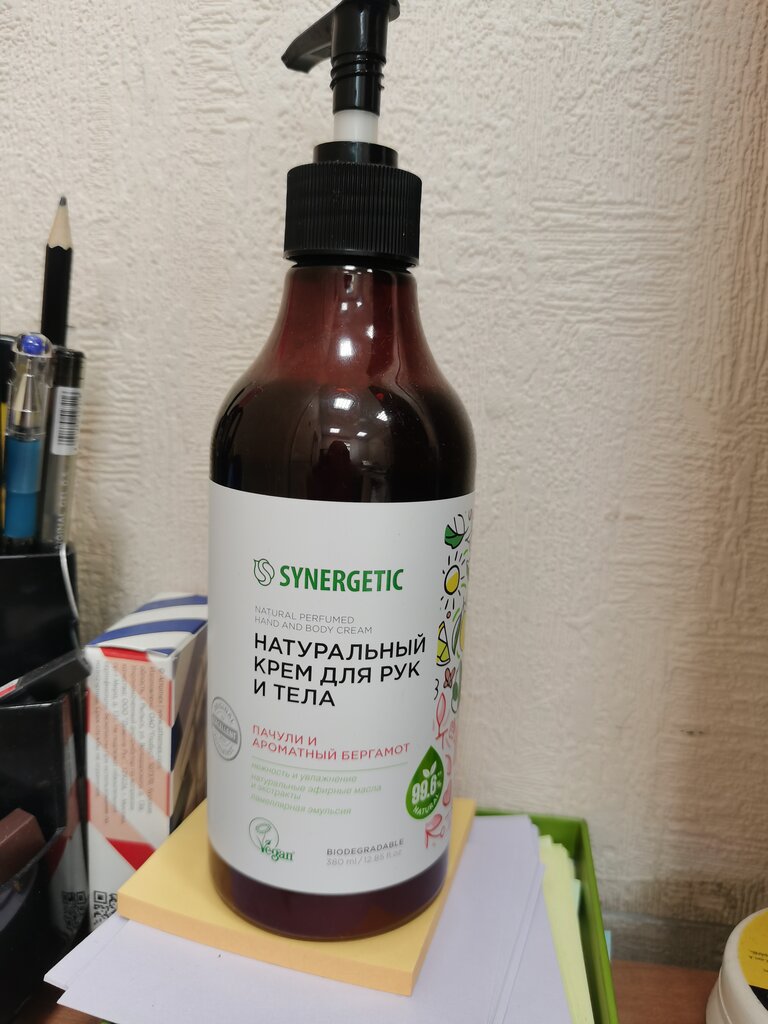 SYNERGETIC
NATURAL PERFUMED
HAND AND BODY CREAM
НАТУРАЛЬНЫЙ
КРЕМ ДЛЯ РУК
И ТЕЛА
ПАЧУЛИ И
АРОМАТНЫЙ БЕРГАМОТ
нежность и увлажнение
натуральные эфирные масла
и экстракты
ламеллярная эмульсия
99.6%
NATURAL
Vegan
BIODEGRADABLE
380 ml / 12.85 fl.oz